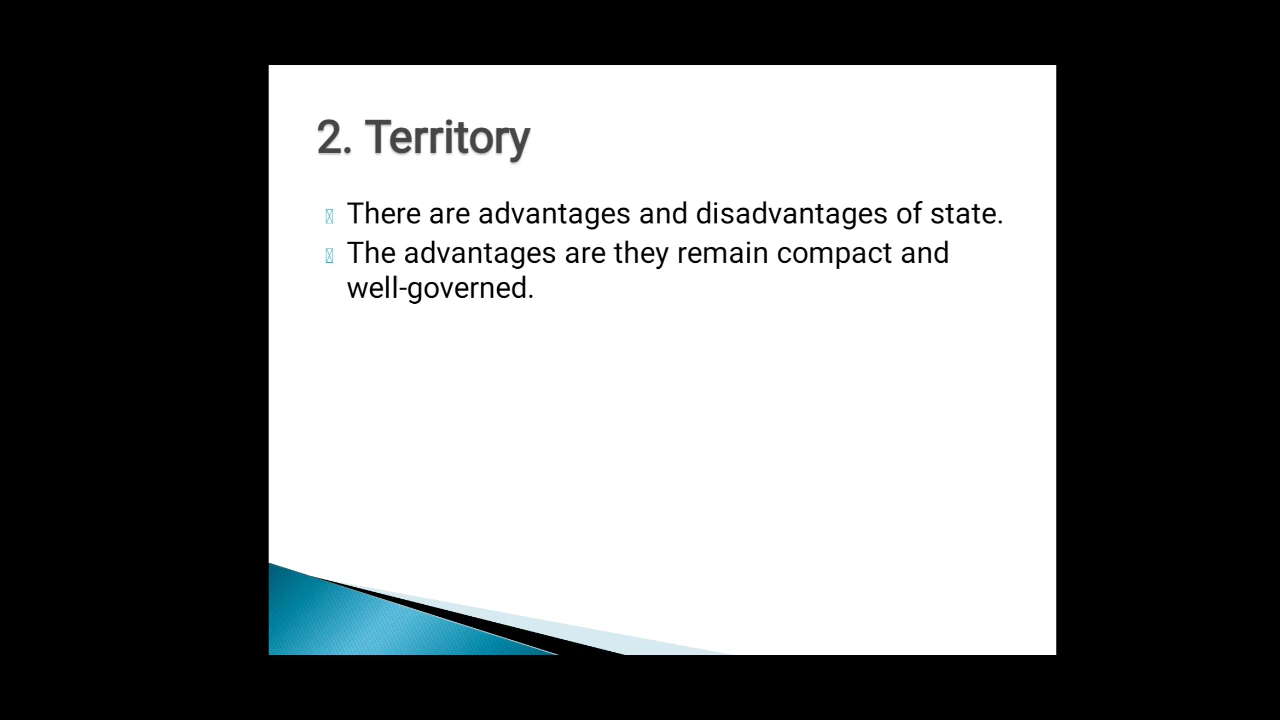 2. Territory
There are advantages and disadvantages of state.
The advantages are they remain compact and
well-governed.